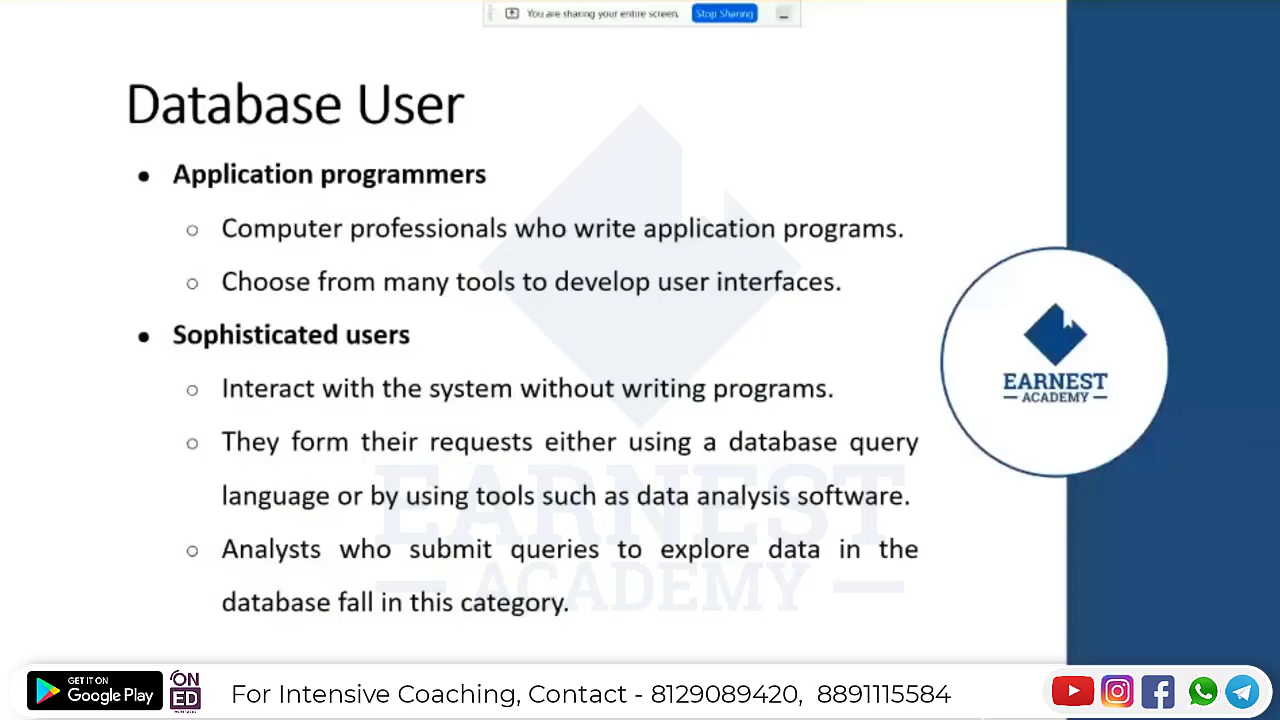 You are sharing your entire screen.
Stop Sharing
Database User
● Application programmers
○ Computer professionals who write application programs.
○ Choose from many tools to develop user interfaces.
● Sophisticated users
○ Interact with the system without writing programs.
○ They form their requests either using a database query
language or by using tools such as data analysis software.
○ Analysts who submit queries to explore data in the
database fall in this category.
EARNEST
ACADEMY
EARNEST
ACADEMY
GET IT ON
Google Play
ON
ED
For Intensive Coaching, Contact - 8129089420, 8891115584